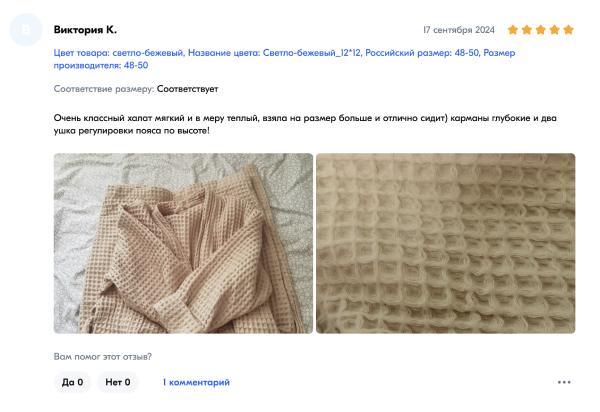 В
Виктория К.
17 сентября 2024
Цвет товара: светло-бежевый, Название цвета: Светло-бежевый_12*12, Российский размер: 48-50, Размер
производителя: 48-50
Соответствие размеру: Соответствует
Очень классный халат мягкий и в меру теплый, взяла на размер больше и отлично сидит) карманы глубокие и два
ушка регулировки пояса по высоте!
Вам помог этот отзыв?
Да 0
Нет 0
1 комментарий